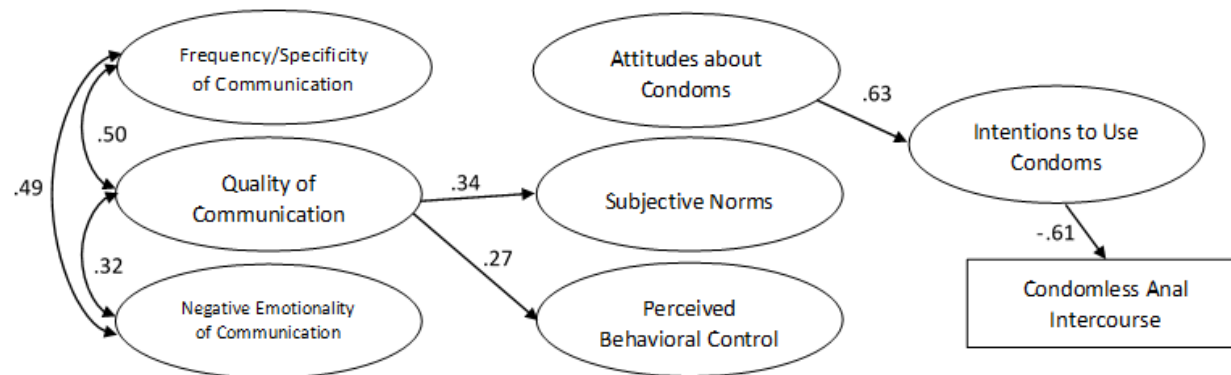 Frequency/Specificity
of Communication
Attitudes about
Condoms
.63
.50
Intentions to Use
Condoms
.49
Quality of
Communication
.34
Subjective Norms
-.61
.32
.27
Negative Emotionality
of Communication
Perceived
Behavioral Control
Condomless Anal
Intercourse